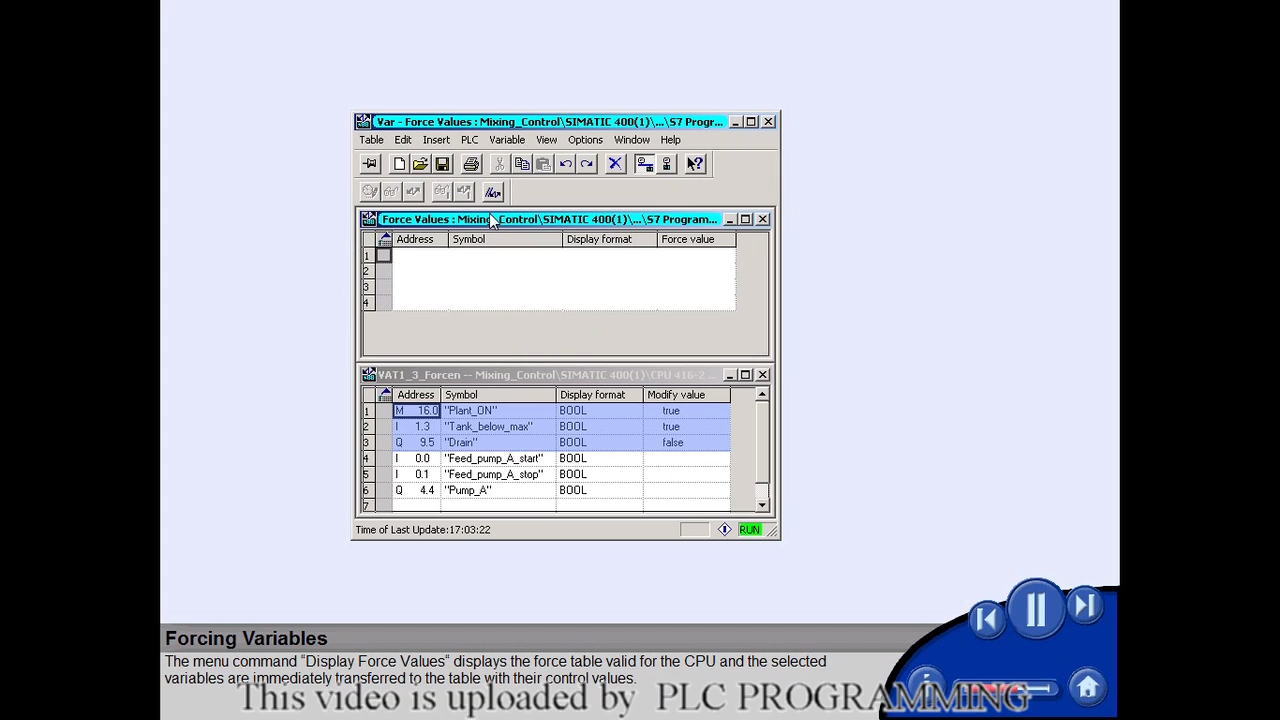 Var - Force Values : Mixing_Control\SIMATIC 400(1)\...\S7 Progr...
Table Edit Insert PLC Variable View Options Window Help
Force Values : Mixing_Control\SIMATIC 400(1)\...\S7 Program...
Address Symbol Display format Force value
1
2
3
4
VAT1_3_Forcen -- Mixing_Control\SIMATIC 400(1)\CPU 416-2 ...
Address Symbol Display format Modify value
1 M 16.0 "Plant_ON" BOOL true
2 I 1.3 "Tank_below_max" BOOL true
3 Q 9.5 "Drain" BOOL false
4 I 0.0 "Feed_pump_A_start" BOOL
5 I 0.1 "Feed_pump_A_stop" BOOL
6 Q 4.4 "Pump_A" BOOL
7
Time of Last Update:17:03:22 RUN
Forcing Variables
The menu command “Display Force Values“ displays the force table valid for the CPU and the selected
variables are immediately transferred to the table with their control values.
This video is uploaded by PLC PROGRAMMING